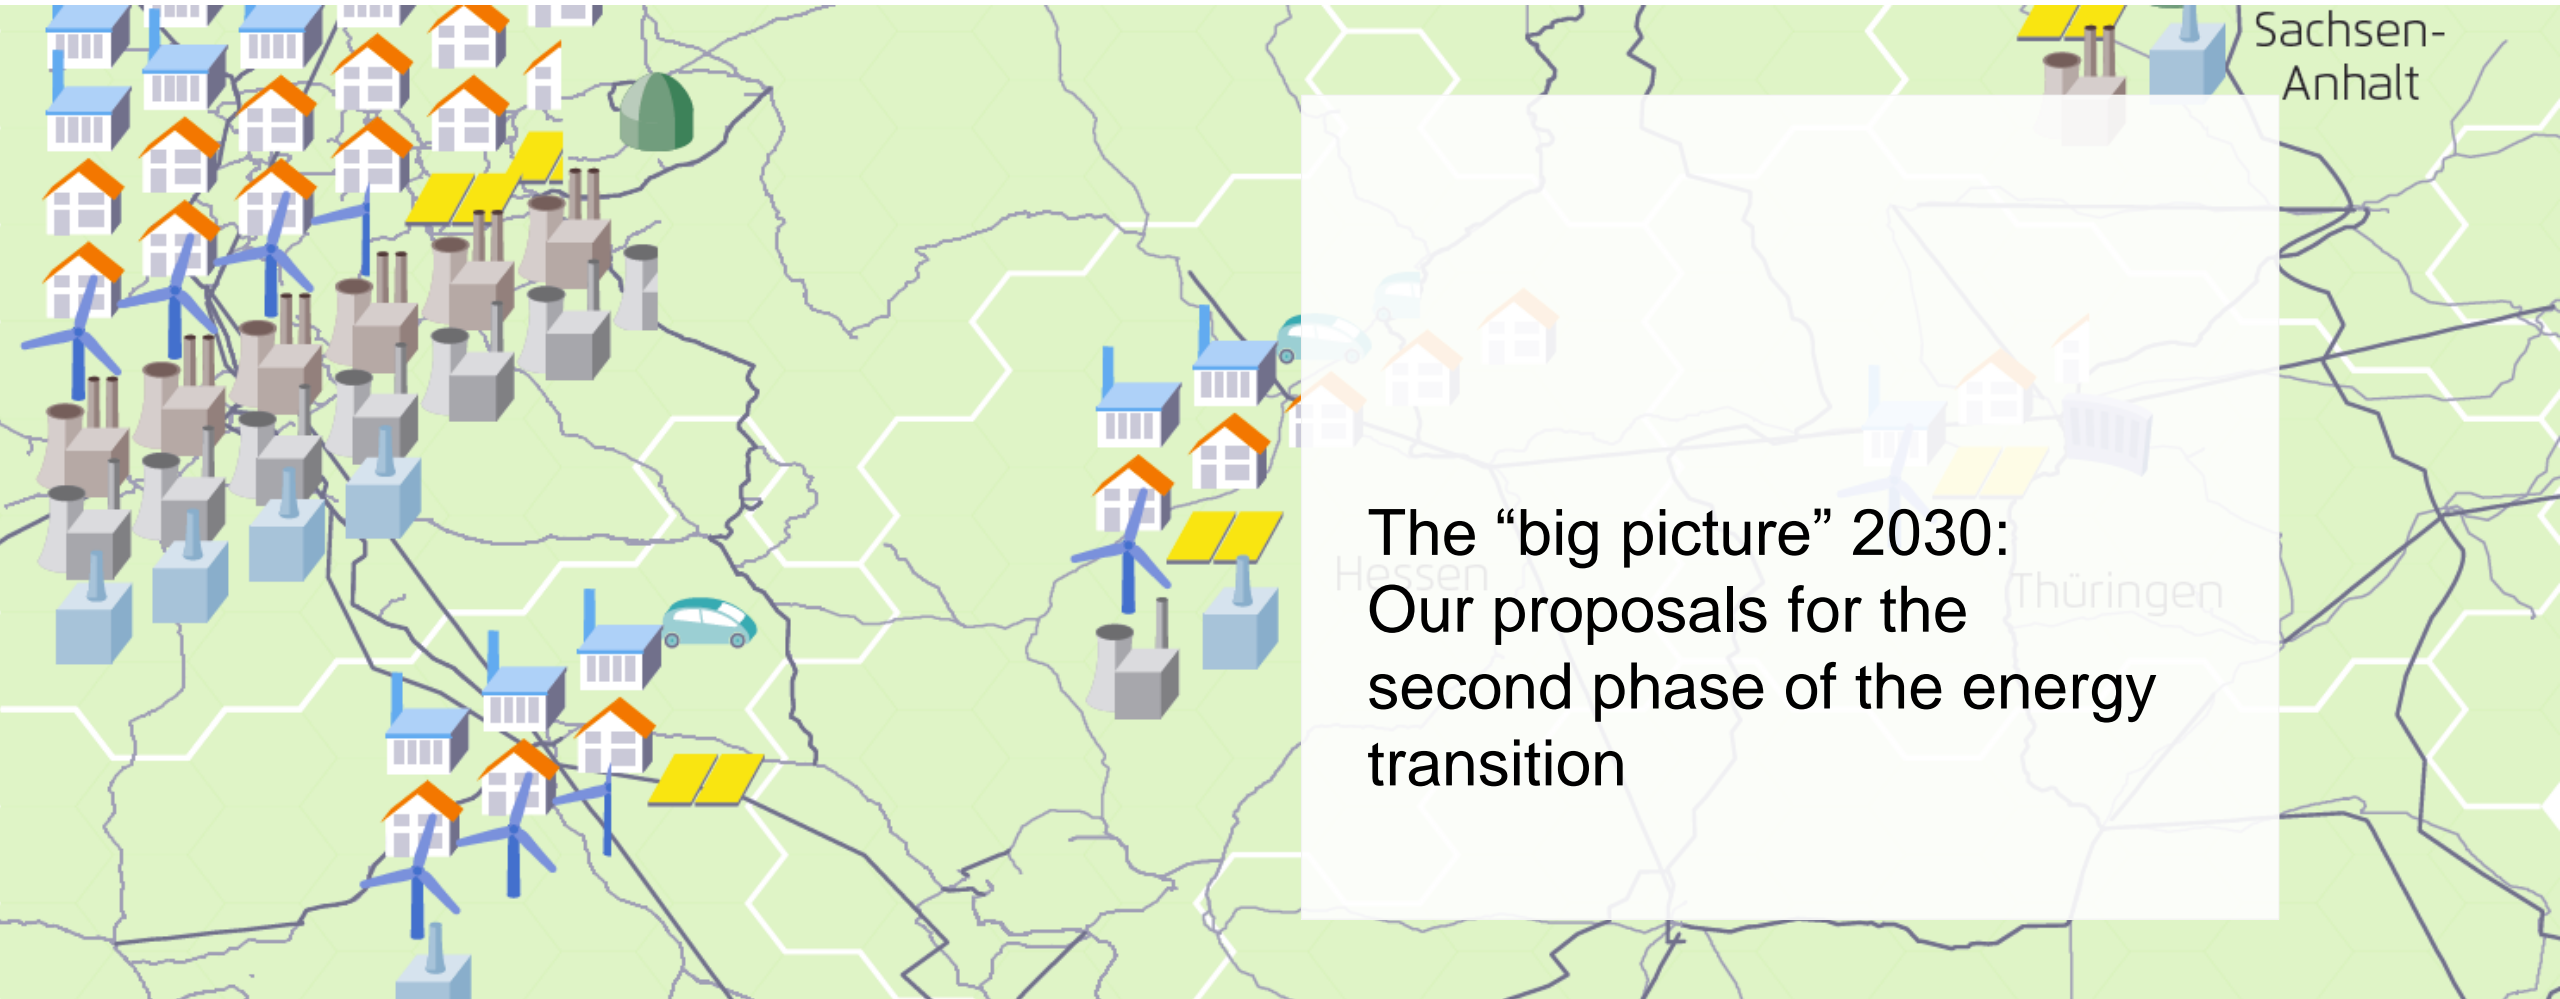 Sachsen-
Anhalt
The “big picture” 2030:
Hessen
Our proposals for the
Thüringen
second phase of the energy
transition